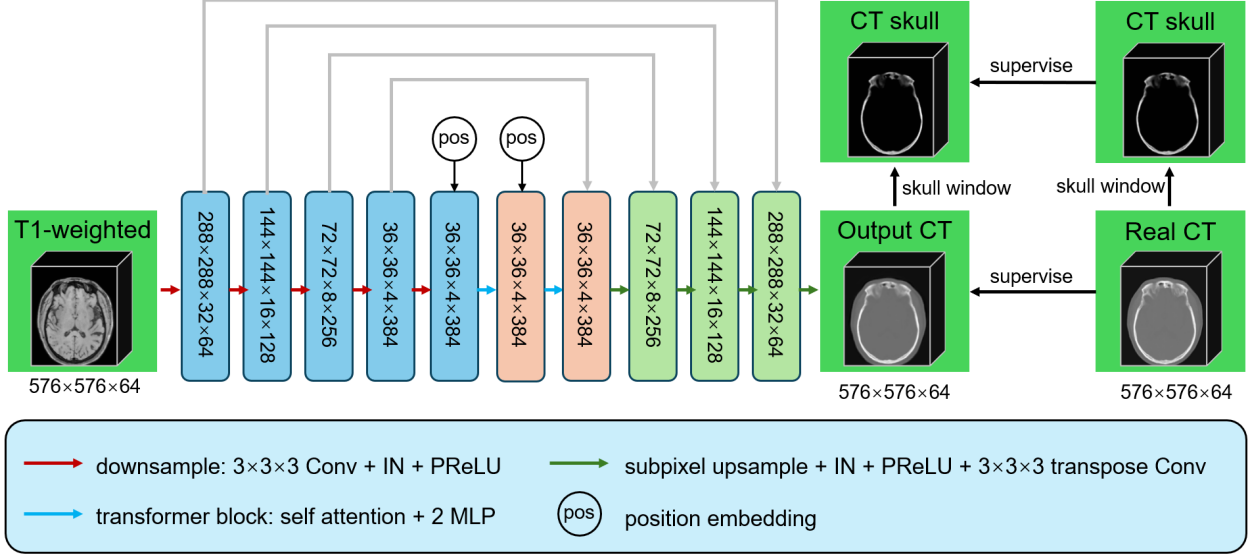 CT skull
CT skull
supervise
pos
pos
skull window
skull window
T1-weighted
288×288×32×64
144×144×16×128
72×72×8×256
36×36×4×384
36×36×4×384
36×36×4×384
36×36×4×384
72×72×8×256
144×144×16×128
288×288×32×64
Output CT
Real CT
supervise
576×576×64
576×576×64
576×576×64
downsample: 3×3×3 Conv + IN + PReLU
subpixel upsample + IN + PReLU + 3×3×3 transpose Conv
transformer block: self attention + 2 MLP
pos
position embedding